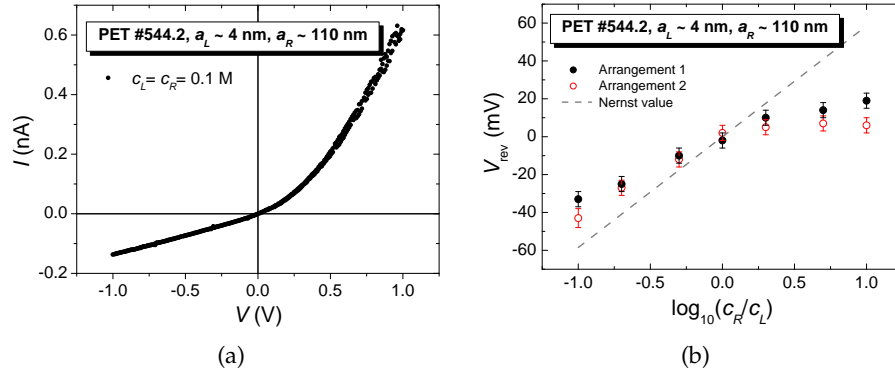 PET #544.2, a_L ~ 4 nm, a_R ~ 110 nm
c_L= c_R= 0.1 M
I (nA)
0.6
0.4
0.2
0.0
-0.2
-1.0 -0.5 0.0 0.5 1.0
V (V)
(a)
PET #544.2, a_L ~ 4 nm, a_R ~ 110 nm
Arrangement 1
Arrangement 2
Nernst value
V_rev (mV)
60
40
20
0
-20
-40
-60
-1.0 -0.5 0.0 0.5 1.0
log_10(c_R/c_L)
(b)